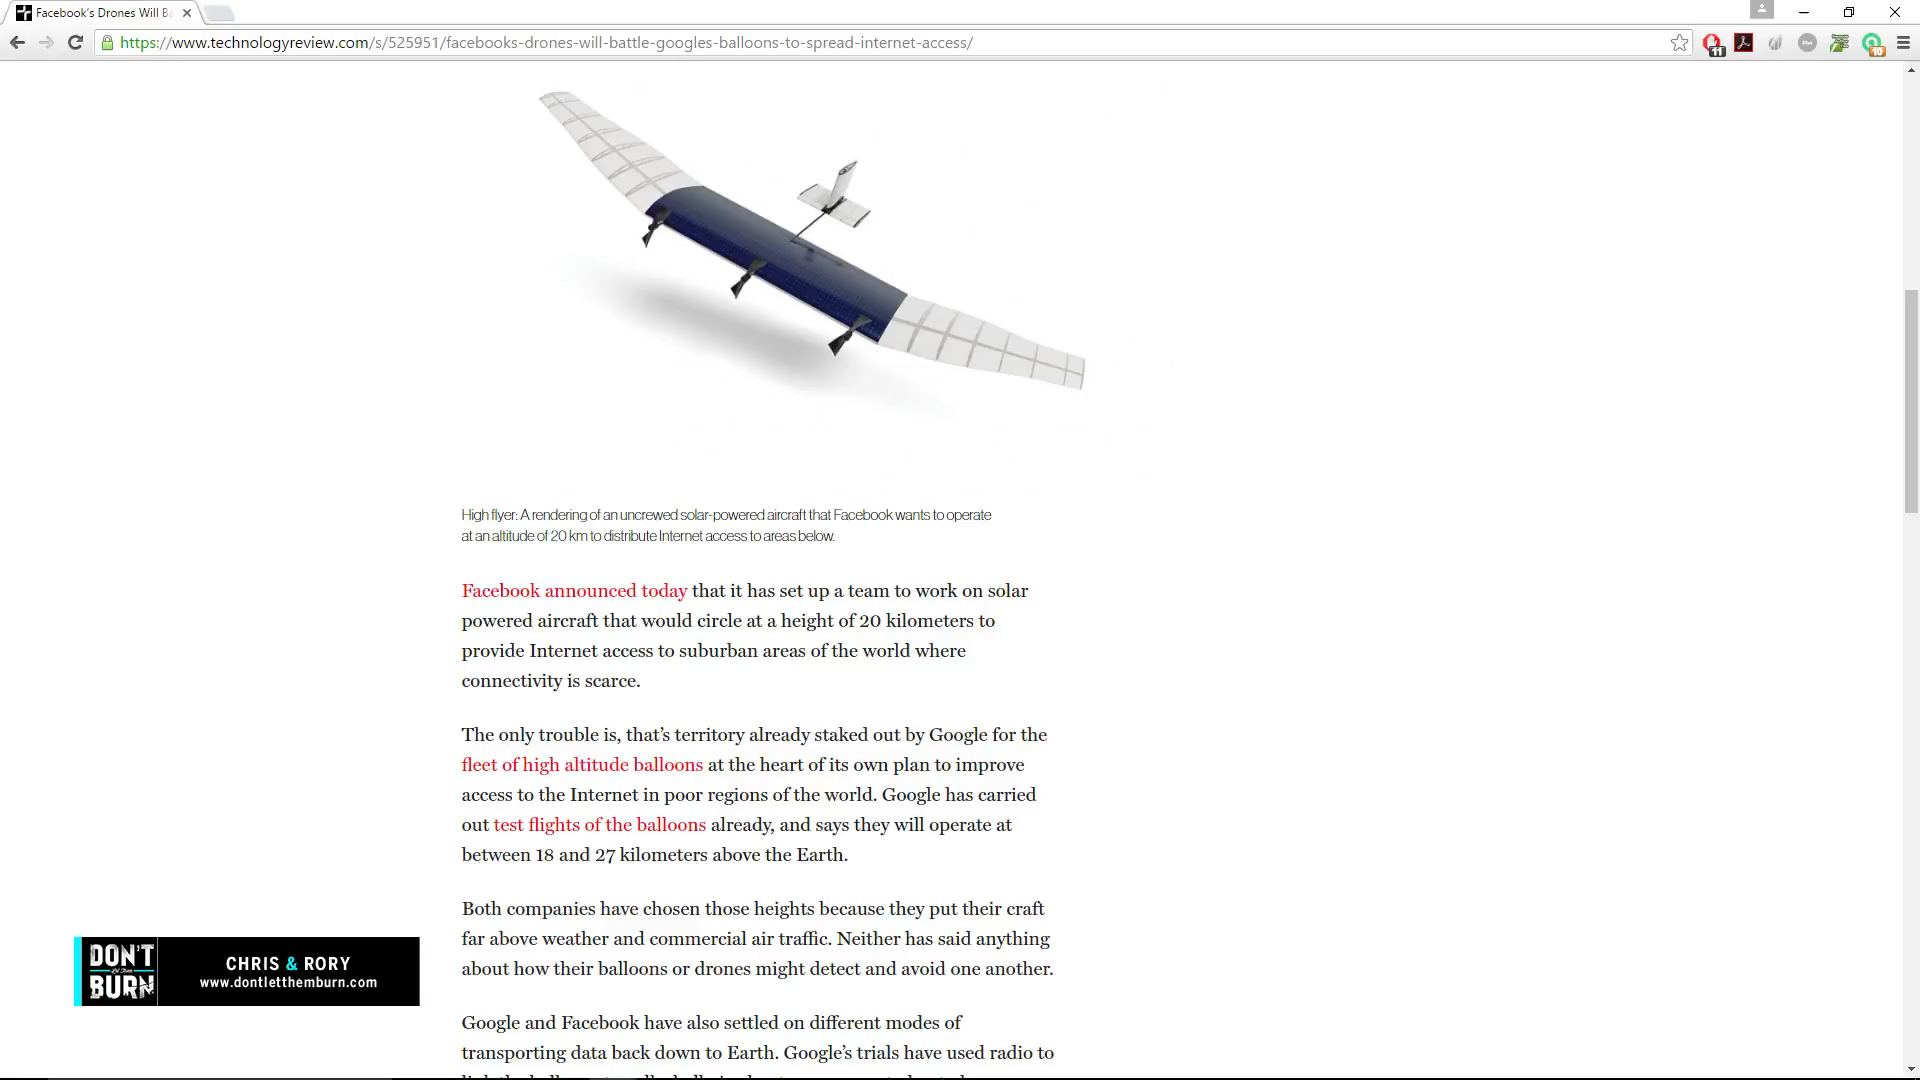 Facebook's Drones Will Ba
https://www.technologyreview.com/s/525951/facebooks-drones-will-battle-googles-balloons-to-spread-internet-access/
11
10
High flyer: A rendering of an uncrewed solar-powered aircraft that Facebook wants to operate
at an altitude of 20 km to distribute Internet access to areas below.
Facebook announced today that it has set up a team to work on solar
powered aircraft that would circle at a height of 20 kilometers to
provide Internet access to suburban areas of the world where
connectivity is scarce.
The only trouble is, that's territory already staked out by Google for the
fleet of high altitude balloons at the heart of its own plan to improve
access to the Internet in poor regions of the world. Google has carried
out test flights of the balloons already, and says they will operate at
between 18 and 27 kilometers above the Earth.
Both companies have chosen those heights because they put their craft
far above weather and commercial air traffic. Neither has said anything
about how their balloons or drones might detect and avoid one another.
DON'T
Let Them
BURN
CHRIS & RORY
www.dontletthemburn.com
Google and Facebook have also settled on different modes of
transporting data back down to Earth. Google's trials have used radio to